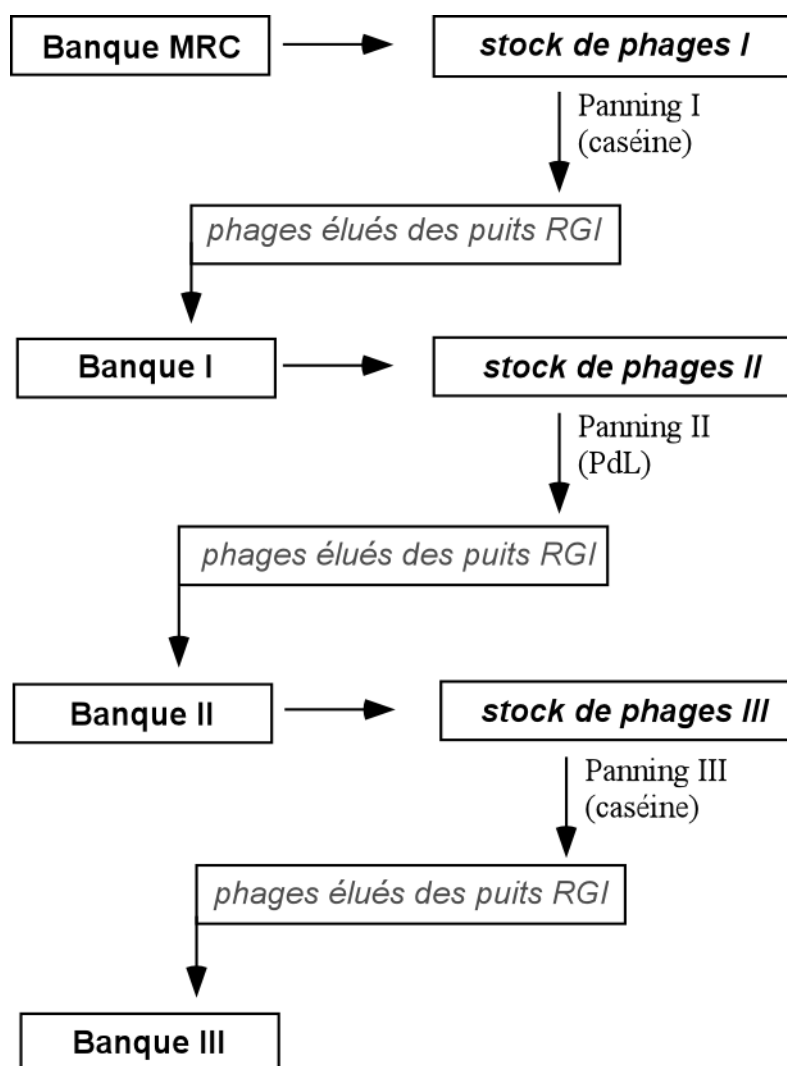 Banque MRC
stock de phages I
Panning I
(caséine)
phages élués des puits RGI
Banque I
stock de phages II
Panning II
(PdL)
phages élués des puits RGI
Banque II
stock de phages III
Panning III
(caséine)
phages élués des puits RGI
Banque III